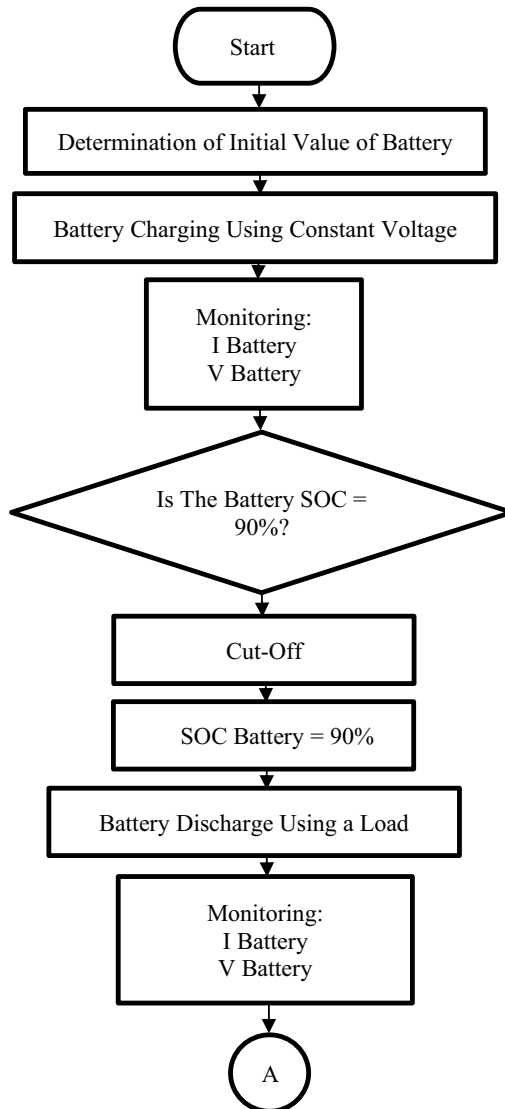 Start
Determination of Initial Value of Battery
Battery Charging Using Constant Voltage
Monitoring:
I Battery
V Battery
Is The Battery SOC =
90%?
Cut-Off
SOC Battery = 90%
Battery Discharge Using a Load
Monitoring:
I Battery
V Battery
A